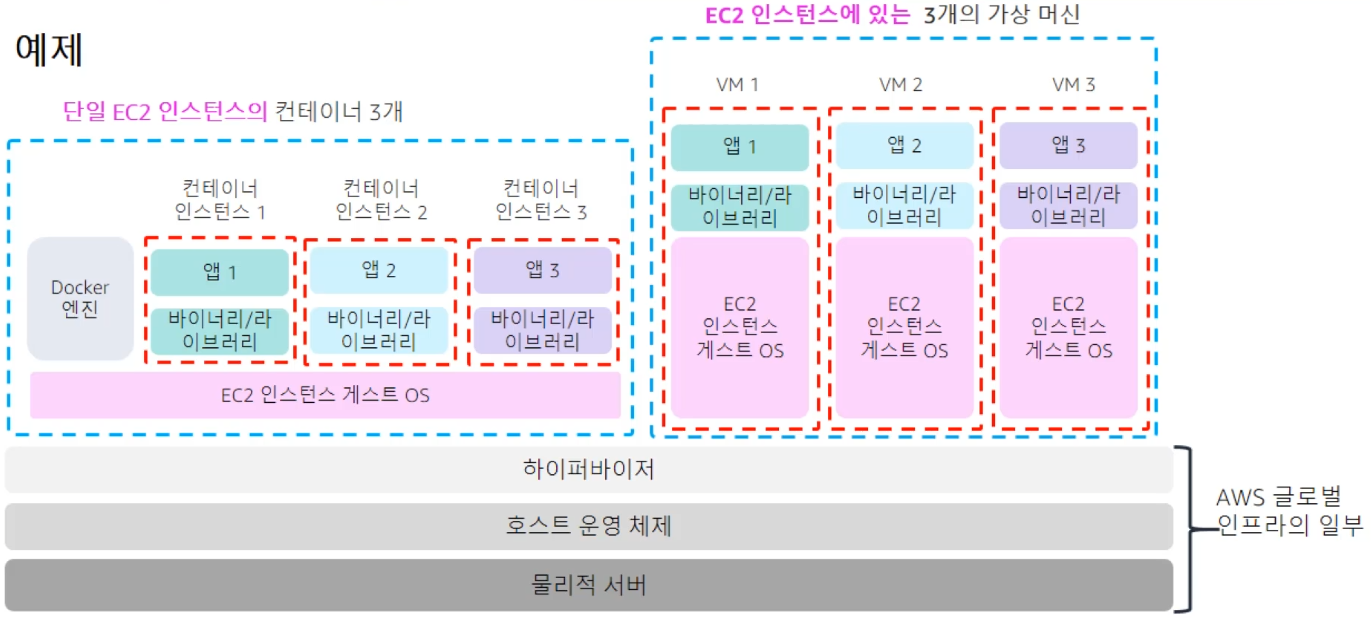 예제
단일 EC2 인스턴스의 컨테이너 3개
컨테이너
인스턴스 1
컨테이너
인스턴스 2
컨테이너
인스턴스 3
Docker
엔진
앱 1
바이너리/라
이브러리
앱 2
바이너리/라
이브러리
앱 3
바이너리/라
이브러리
EC2 인스턴스 게스트 OS
EC2 인스턴스에 있는 3개의 가상 머신
VM 1
앱 1
바이너리/라
이브러리
EC2
인스턴스
게스트 OS
VM 2
앱 2
바이너리/라
이브러리
EC2
인스턴스
게스트 OS
VM 3
앱 3
바이너리/라
이브러리
EC2
인스턴스
게스트 OS
하이퍼바이저
호스트 운영 체제
물리적 서버
AWS 글로벌
인프라의 일부